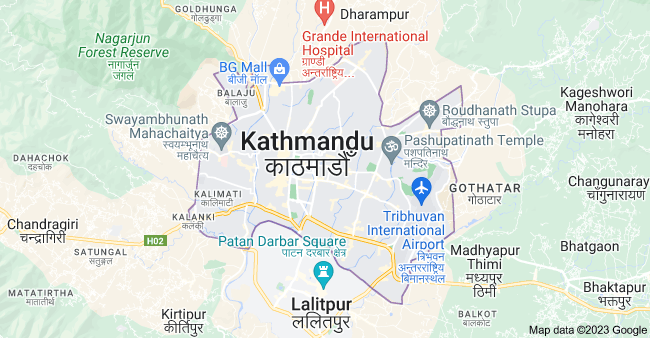 GOLDHUNGA
गोलढुङ्गा
Dharampur
Grande International
Hospital
ग्राण्डी
अन्तर्राष्ट्रिय...
Nagarjun
Forest Reserve
नागार्जुन
जंगल
BG Mall
बीजी मॉल
BALAJU
बालाजु
Kageshwori
Manohara
कागेश्वरी
मनोहरा
Roudhanath Stupa
बौद्धनाथ स्तुपा
Swayambhunath
Mahachaitya
स्वयम्भूनाथ
महाचैत्य
Kathmandu
काठमाडौँ
Pashupatinath Temple
पशपतिनाथ
मन्दिर
DAHACHOK
दहचोक
KALIMATI
कालिमाटी
GOTHATAR
गोठाटार
Changunaray
चाँगुनारायण
KALANKI
कलंकी
Tribhuvan
International
Airport
त्रिभवन
अन्तर्राष्ट्रिय
बिमानस्थल
Chandragiri
चन्द्रागिरी
H02
Patan Darbar Square
पाटन दरबार क्षेत्र
SATUNGAL
सतुङ्गल
Madhyapur
Thimi
मध्यपुर
ठिमी
Bhatgaon
Lalitpur
ललितपुर
MATATIRTHA
मातातीर्थ
Kirtipur
कीर्तिपुर
Bhaktapur
भक्तपुर
BALKOT
बालकोट
Map data ©2023 Google